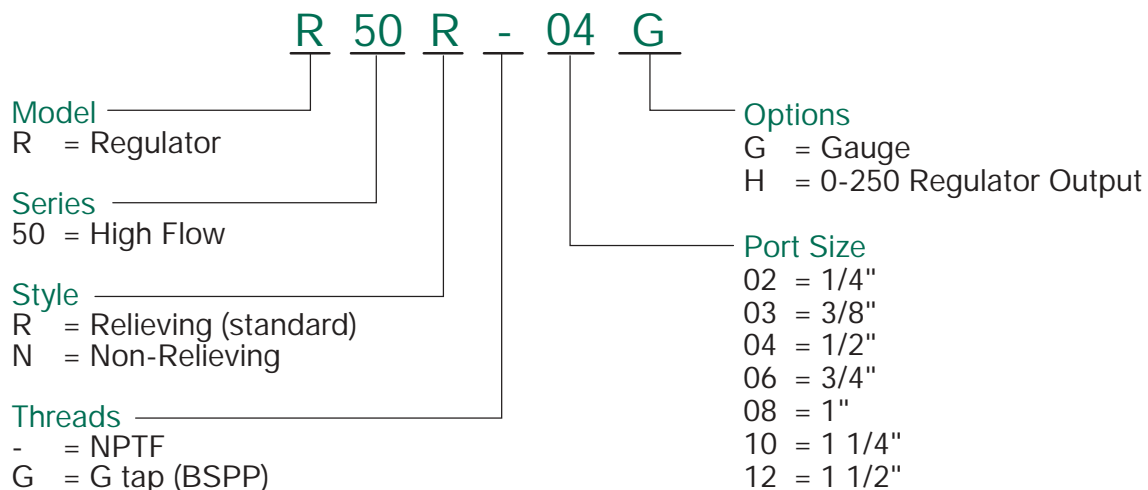 R 50 R - 04 G
Model
R = Regulator
Series
50 = High Flow
Style
R = Relieving (standard)
N = Non-Relieving
Threads
- = NPTF
G = G tap (BSPP)
Options
G = Gauge
H = 0-250 Regulator Output
Port Size
02 = 1/4"
03 = 3/8"
04 = 1/2"
06 = 3/4"
08 = 1"
10 = 1 1/4"
12 = 1 1/2"